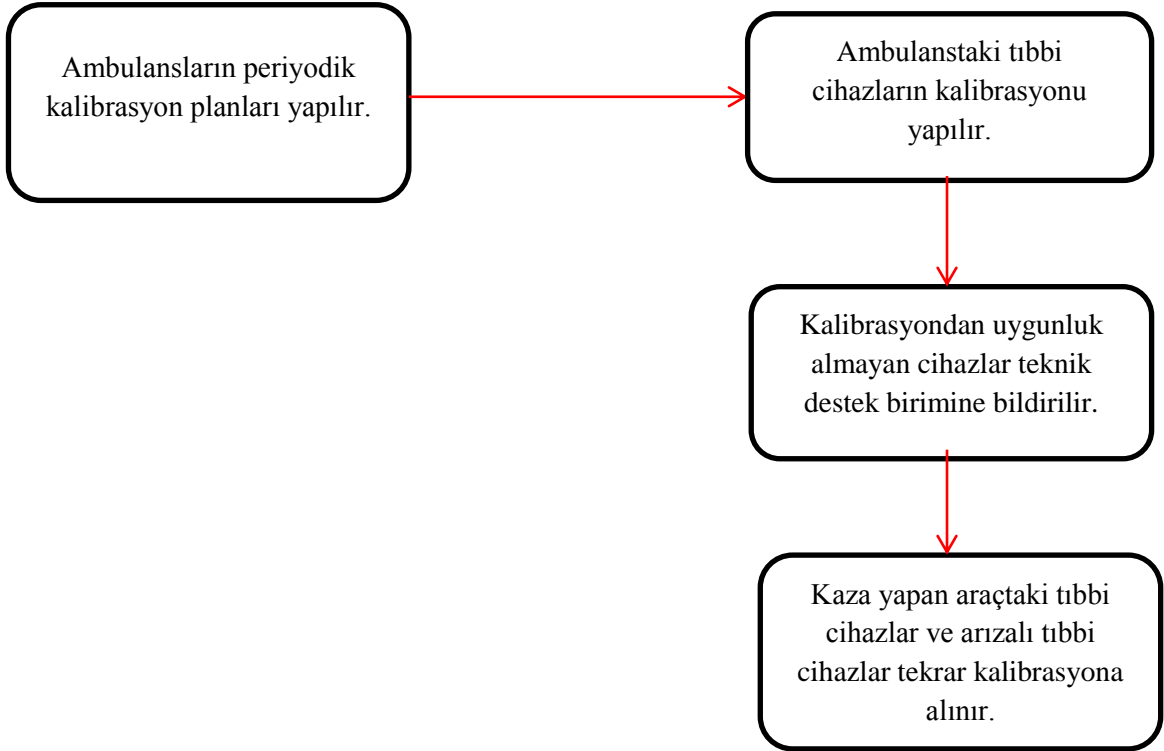 Ambulansların periyodik
kalibrasyon planları yapılır.
Ambulanstaki tıbbi
cihazların kalibrasyonu
yapılır.
Kalibrasyondan uygunluk
almayan cihazlar teknik
destek birimine bildirilir.
Kaza yapan araçtaki tıbbi
cihazlar ve arızalı tıbbi
cihazlar tekrar kalibrasyona
alınır.